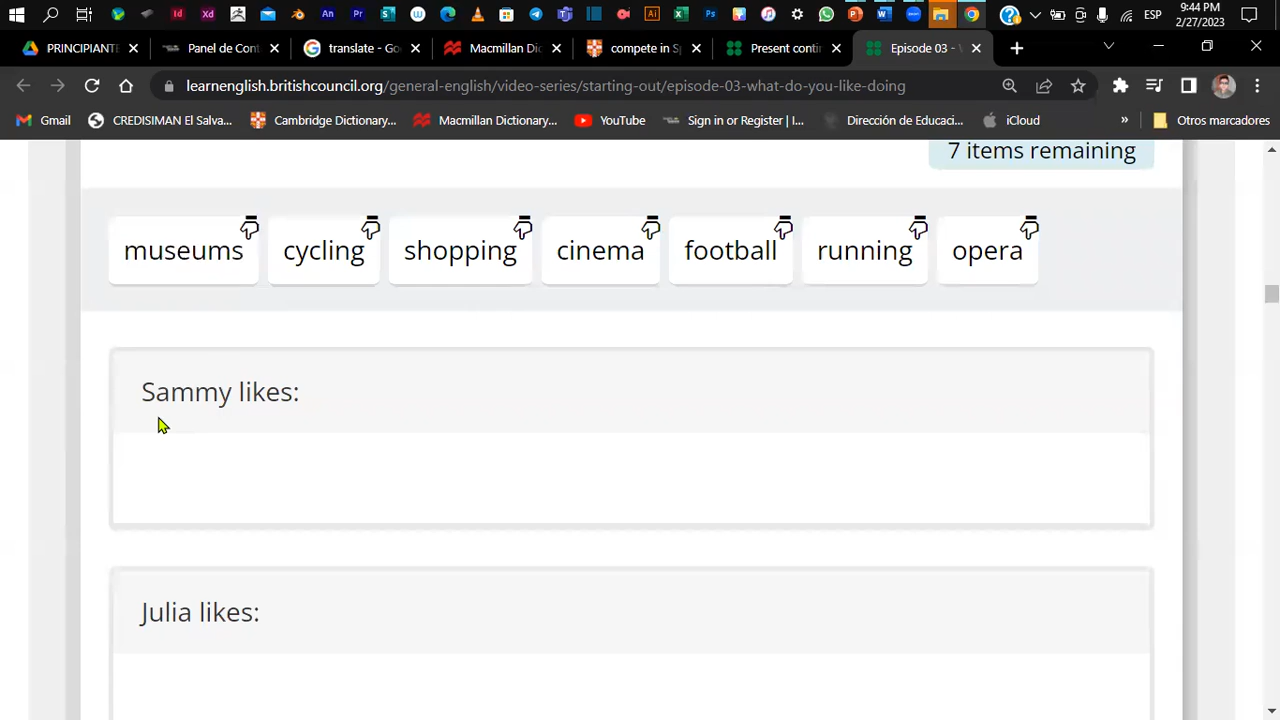 9:44 PM
ESP
2/27/2023
PRINCIPIANTE
Panel de Cont
translate - Goo
Macmillan Dic
compete in Sp
Present contin
Episode 03 - W
learnenglish.britishcouncil.org/general-english/video-series/starting-out/episode-03-what-do-you-like-doing
Gmail
CREDISIMAN El Salva...
Cambridge Dictionary...
Macmillan Dictionary...
YouTube
Sign in or Register | I...
Dirección de Educaci...
iCloud
»
Otros marcadores
7 items remaining
museums
cycling
shopping
cinema
football
running
opera
Sammy likes:
Julia likes: